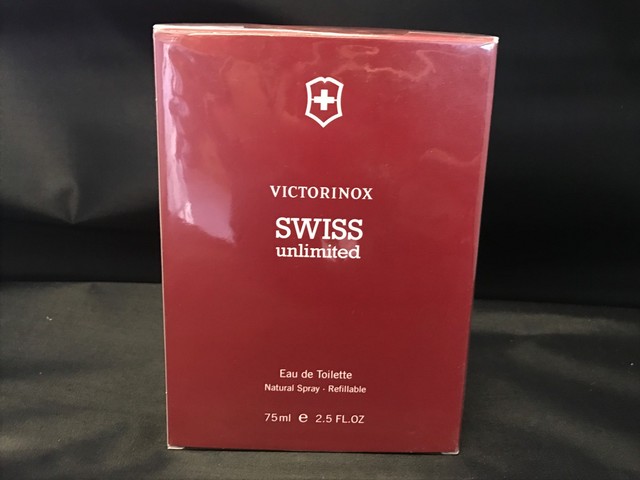 VICTORINOX
SWISS
unlimited
Eau de Toilette
Natural Spray - Refillable
75ml e 2.5 FL.OZ